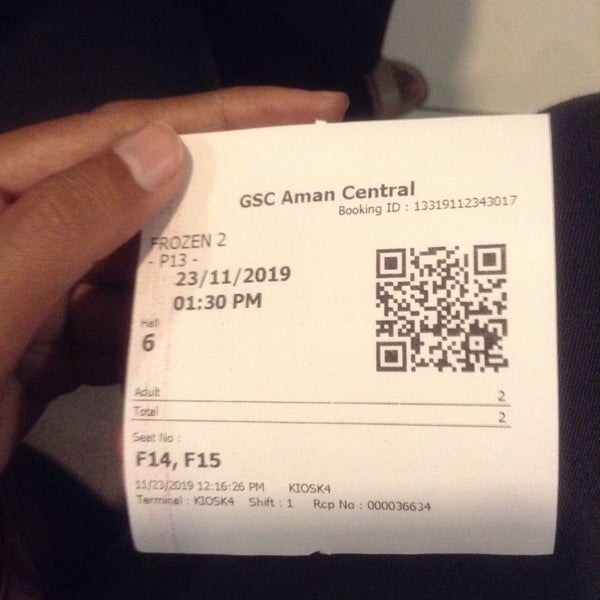 GSC Aman Central
Booking ID : 13319112343017
FROZEN 2
- P13 -
23/11/2019
01:30 PM
Hall
6
Adult 2
Total 2
Seat No :
F14, F15
11/23/2019 12:16:26 PM KIOSK4
Terminal : KIOSK4 Shift : 1 Rcp No : 000036634